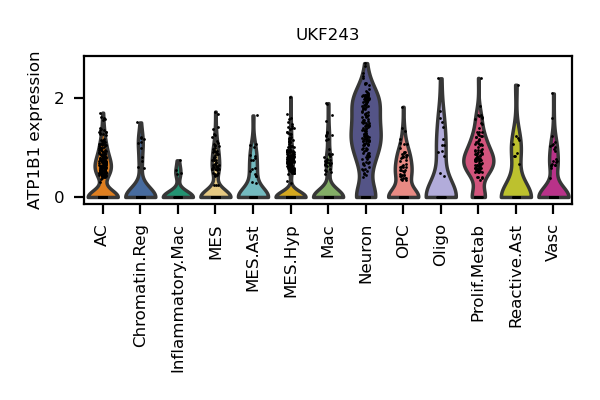 UKF243
ATP1B1 expression
2
0
AC
Chromatin.Reg
Inflammatory.Mac
MES
MES.Ast
MES.Hyp
Mac
Neuron
OPC
Oligo
Prolif.Metab
Reactive.Ast
Vasc